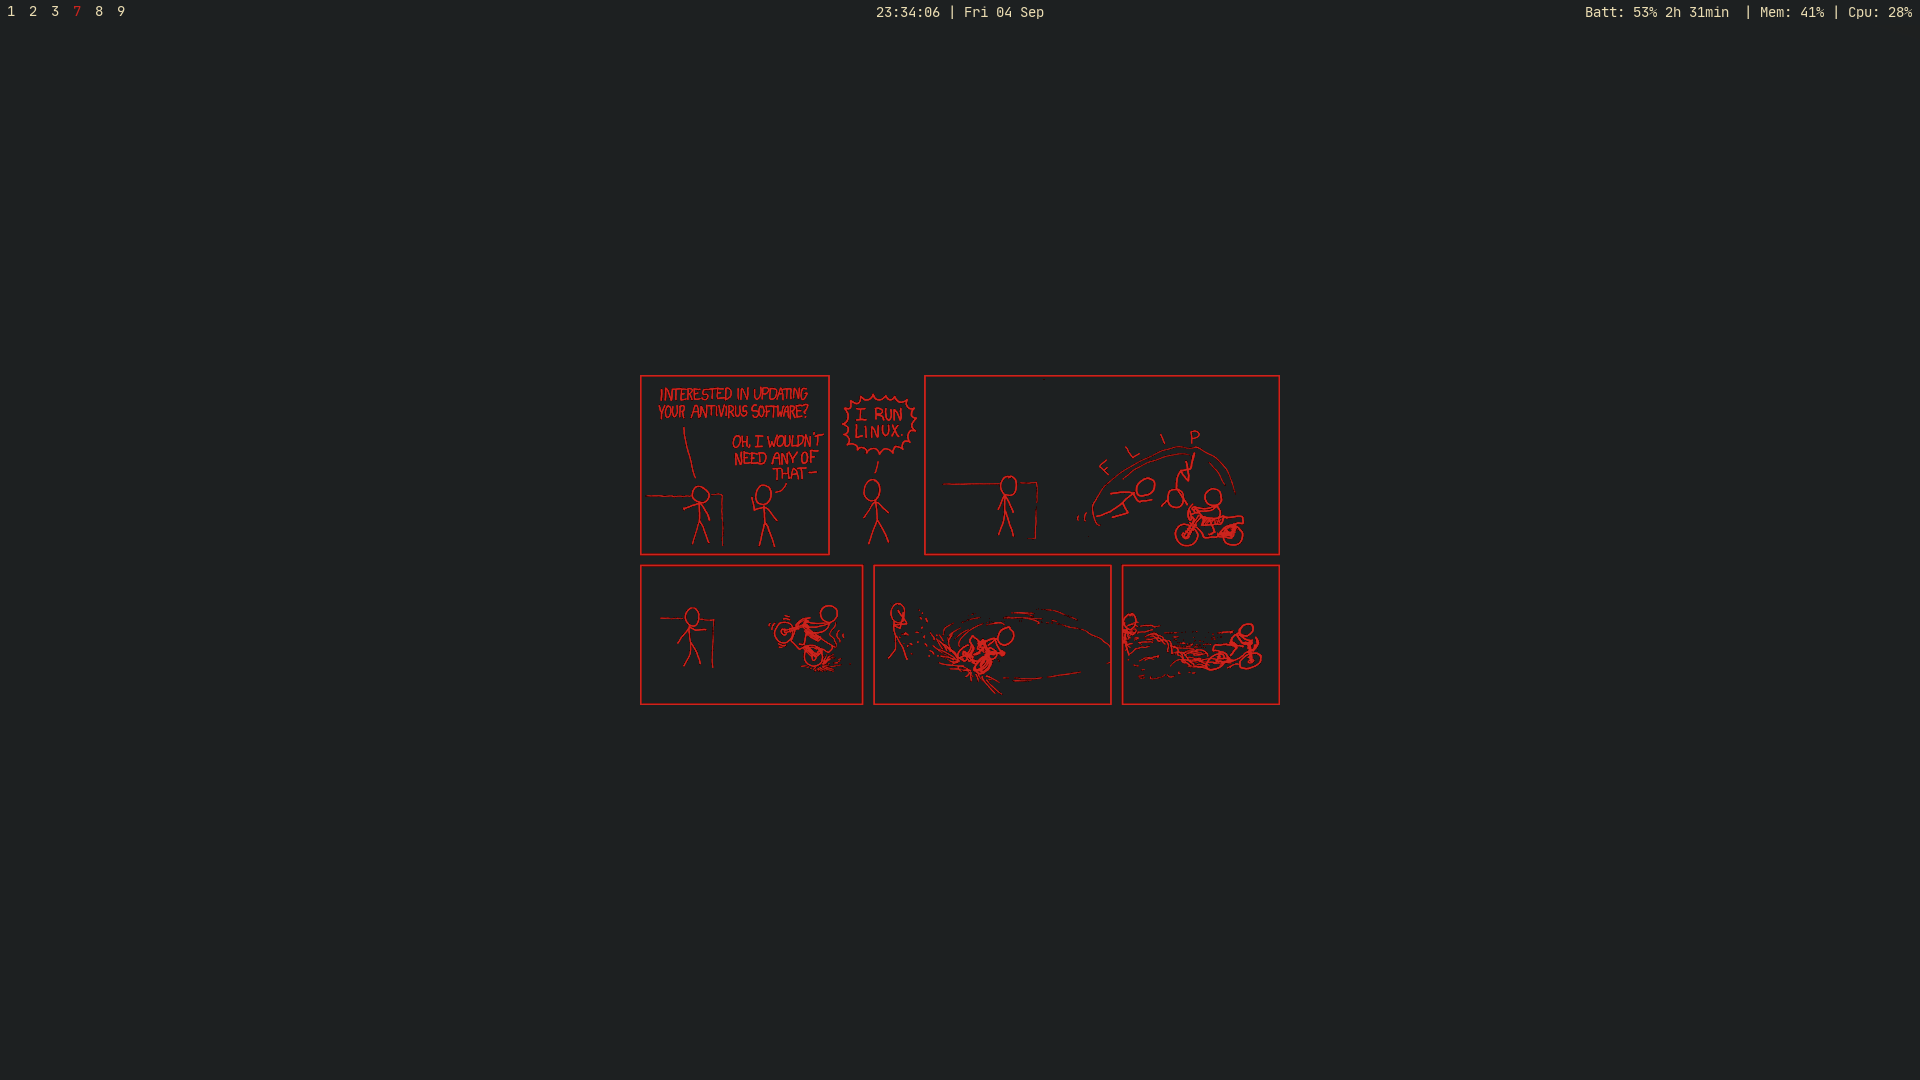 1 2 3 7 8 9
23:34:06 | Fri 04 Sep
Batt: 53% 2h 31min | Mem: 41% | Cpu: 28%
INTERESTED IN UPDATING
YOUR ANTIVIRUS SOFTWARE?
OH, I WOULDN'T
NEED ANY OF
THAT—
I RUN
LINUX.
FLIP